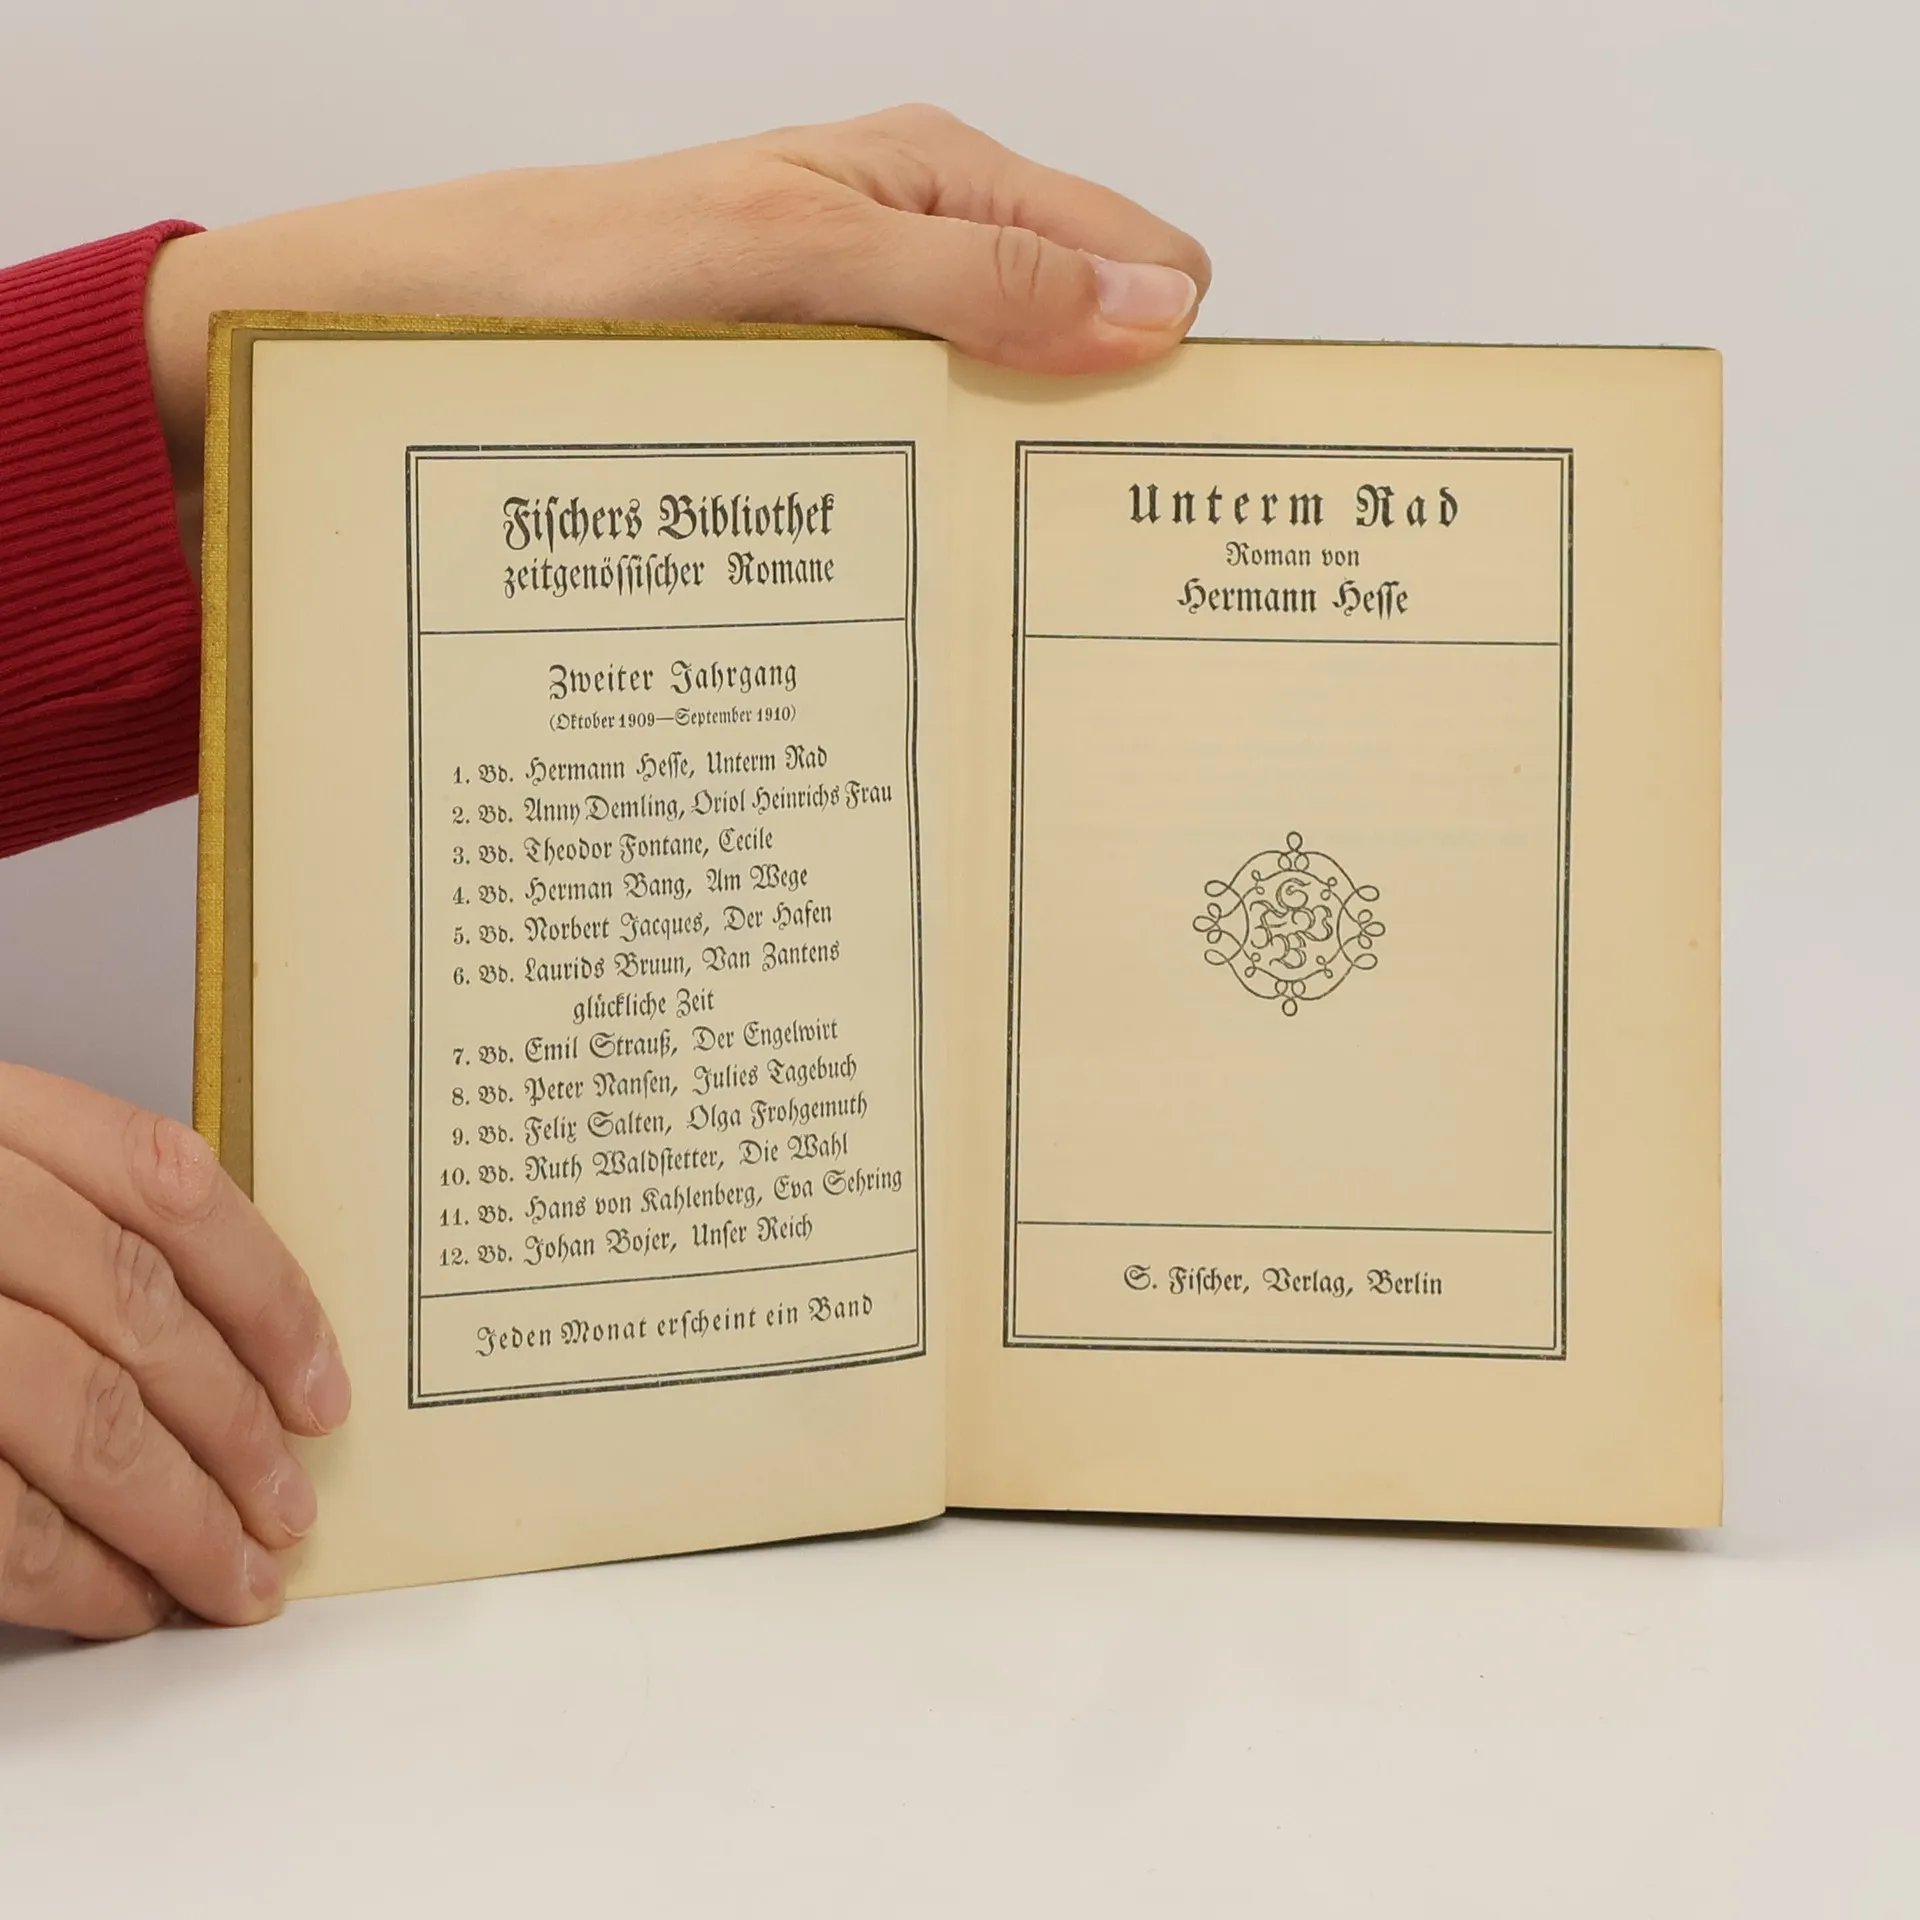 Fischers Bibliothek
zeitgenössischer Romane
Zweiter Jahrgang
(Oktober 1909—September 1910)
1. Bd. Hermann Hesse, Unterm Rad
2. Bd. Anny Demling, Oriol Heinrichs Frau
3. Bd. Theodor Fontane, Cecile
4. Bd. Herman Bang, Am Wege
5. Bd. Norbert Jacques, Der Hafen
6. Bd. Laurids Bruun, Van Zantens
glückliche Zeit
7. Bd. Emil Strauß, Der Engelwirt
8. Bd. Peter Nansen, Julies Tagebuch
9. Bd. Felix Salten, Olga Frohgemuth
10. Bd. Ruth Waldstetter, Die Wahl
11. Bd. Hans von Kahlenberg, Eva Sehring
12. Bd. Johan Bojer, Unser Reich
Jeden Monat erscheint ein Band
Unterm Rad
Roman von
Hermann Hesse
S
F V
B
S. Fischer, Verlag, Berlin